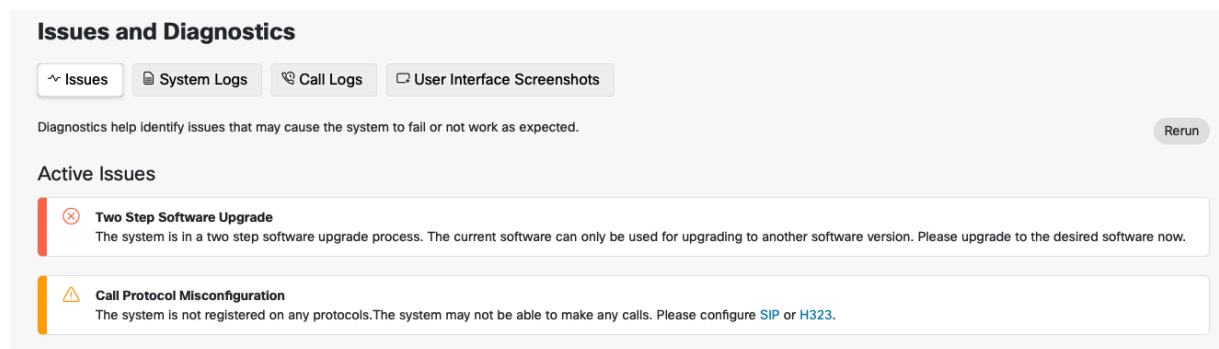 Issues and Diagnostics
Issues
System Logs
Call Logs
User Interface Screenshots
Diagnostics help identify issues that may cause the system to fail or not work as expected.
Rerun
Active Issues
Two Step Software Upgrade
The system is in a two step software upgrade process. The current software can only be used for upgrading to another software version. Please upgrade to the desired software now.
Call Protocol Misconfiguration
The system is not registered on any protocols.The system may not be able to make any calls. Please configure SIP or H323.